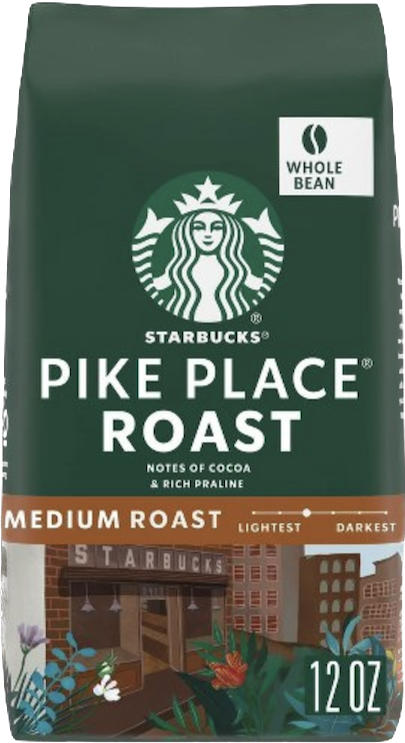 WHOLE
BEAN
®
STARBUCKS®
PIKE PLACE®
ROAST
NOTES OF COCOA
& RICH PRALINE
MEDIUM ROAST
LIGHTEST
DARKEST
STARBUCKS
12 OZ